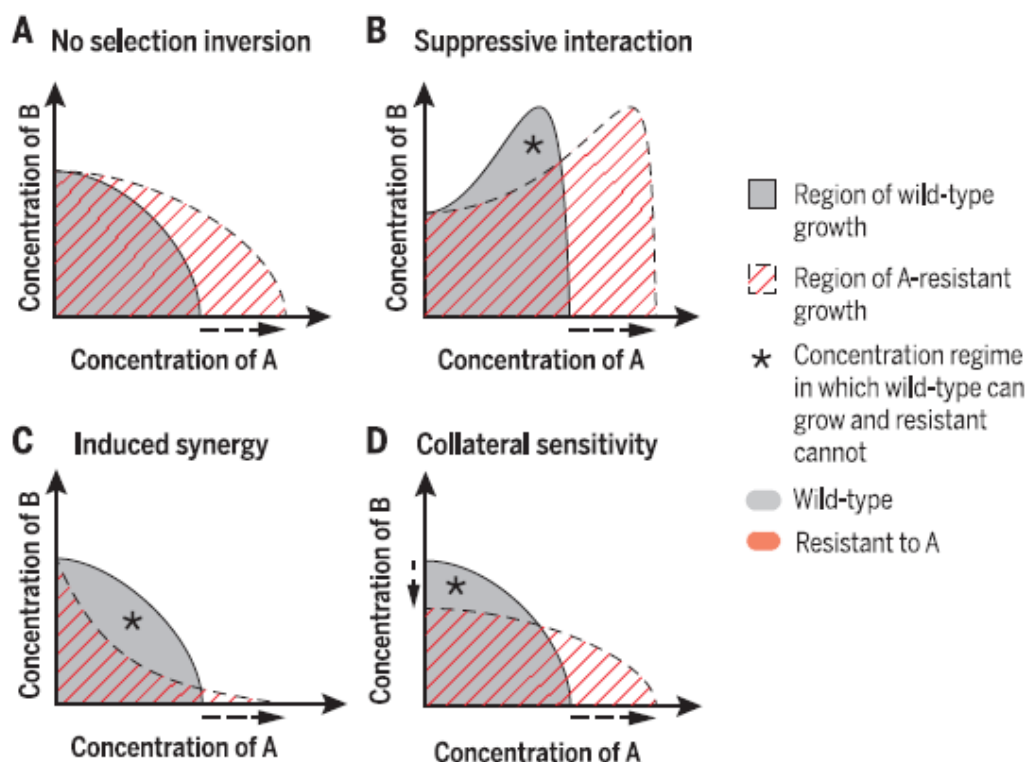 A No selection inversion
Concentration of B
Concentration of A
B Suppressive interaction
Concentration of B
*
Concentration of A
C Induced synergy
Concentration of B
*
Concentration of A
D Collateral sensitivity
Concentration of B
*
Concentration of A
Region of wild-type
growth
Region of A-resistant
growth
* Concentration regime
in which wild-type can
grow and resistant
cannot
Wild-type
Resistant to A